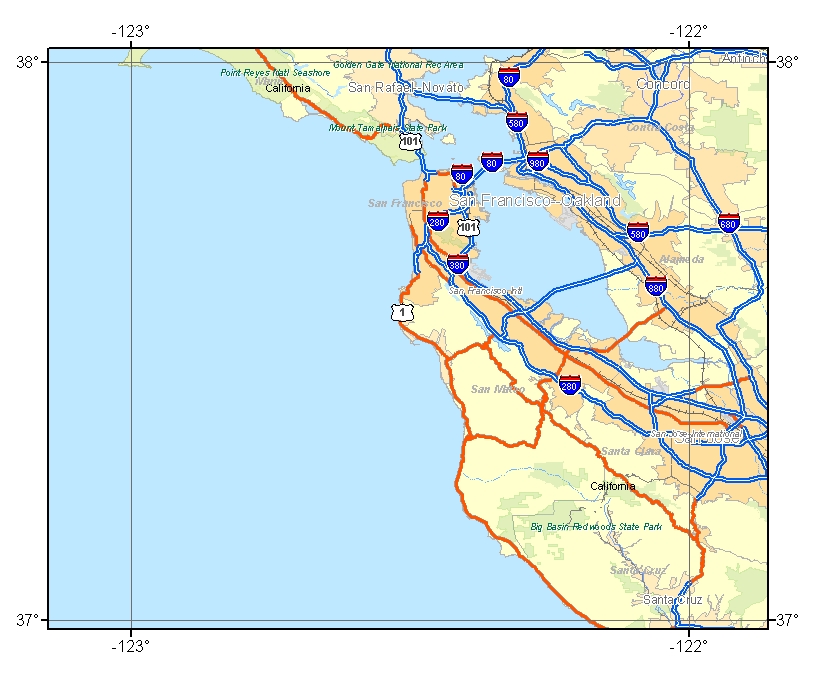 -123°
-122°
38°
38°
Antioch
Golden Gate National Rec Area
Point Reyes Natl Seashore
80
Marin
California
San Rafael--Novato
Concord
580
Mount Tamalpais State Park
Contra Costa
101
80
80
980
San Francisco
San Francisco--Oakland
280
101
580
680
380
Alameda
880
San Francisco Intl
1
280
San Mateo
San Jose International
San Jose
Santa Clara
California
Big Basin Redwoods State Park
Santa Cruz
Santa Cruz
37°
37°
-123°
-122°